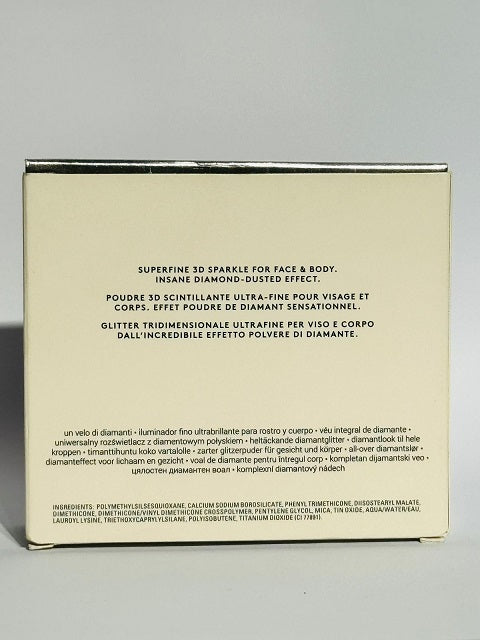 SUPERFINE 3D SPARKLE FOR FACE & BODY.
INSANE DIAMOND-DUSTED EFFECT.
POUDRE 3D SCINTILLANTE ULTRA-FINE POUR VISAGE ET
CORPS. EFFET POUDRE DE DIAMANT SENSATIONNEL.
GLITTER TRIDIMENSIONALE ULTRAFINE PER VISO E CORPO
DALL'INCREDIBILE EFFETTO POLVERE DI DIAMANTE.
un velo di diamanti • iluminador fino ultrabrillante para rostro y cuerpo • véu integral de diamante •
uniwersalny rozświetlacz z diamentowym połyskiem • heltäckande diamantglitter • diamantlook til hele
kroppen • timanttihuntu koko vartalolle • zarter glitzerpuder für gesicht und körper • all-over diamantslør •
diamanteffect voor lichaam en gezicht • voal de diamante pentru întregul corp • kompletan dijamantski veo •
цялостен диамантен воал • komplexní diamantový nádech
INGREDIENTS: POLYMETHYLSILSESQUIOXANE, CALCIUM SODIUM BOROSILICATE, PHENYLTRIMETHICONE, DIISOSTEARYL MALATE,
DIMETHICONE, DIMETHICONE/VINYL DIMETHICONE CROSSPOLYMER, PENTYLENE GLYCOL, MICA, TIN OXIDE, AQUA/WATER/EAU,
LAUROYL LYSINE, TRIETHOXYCAPRYLYLSILANE, POLYISOBUTENE, TITANIUM DIOXIDE (CI 77891).